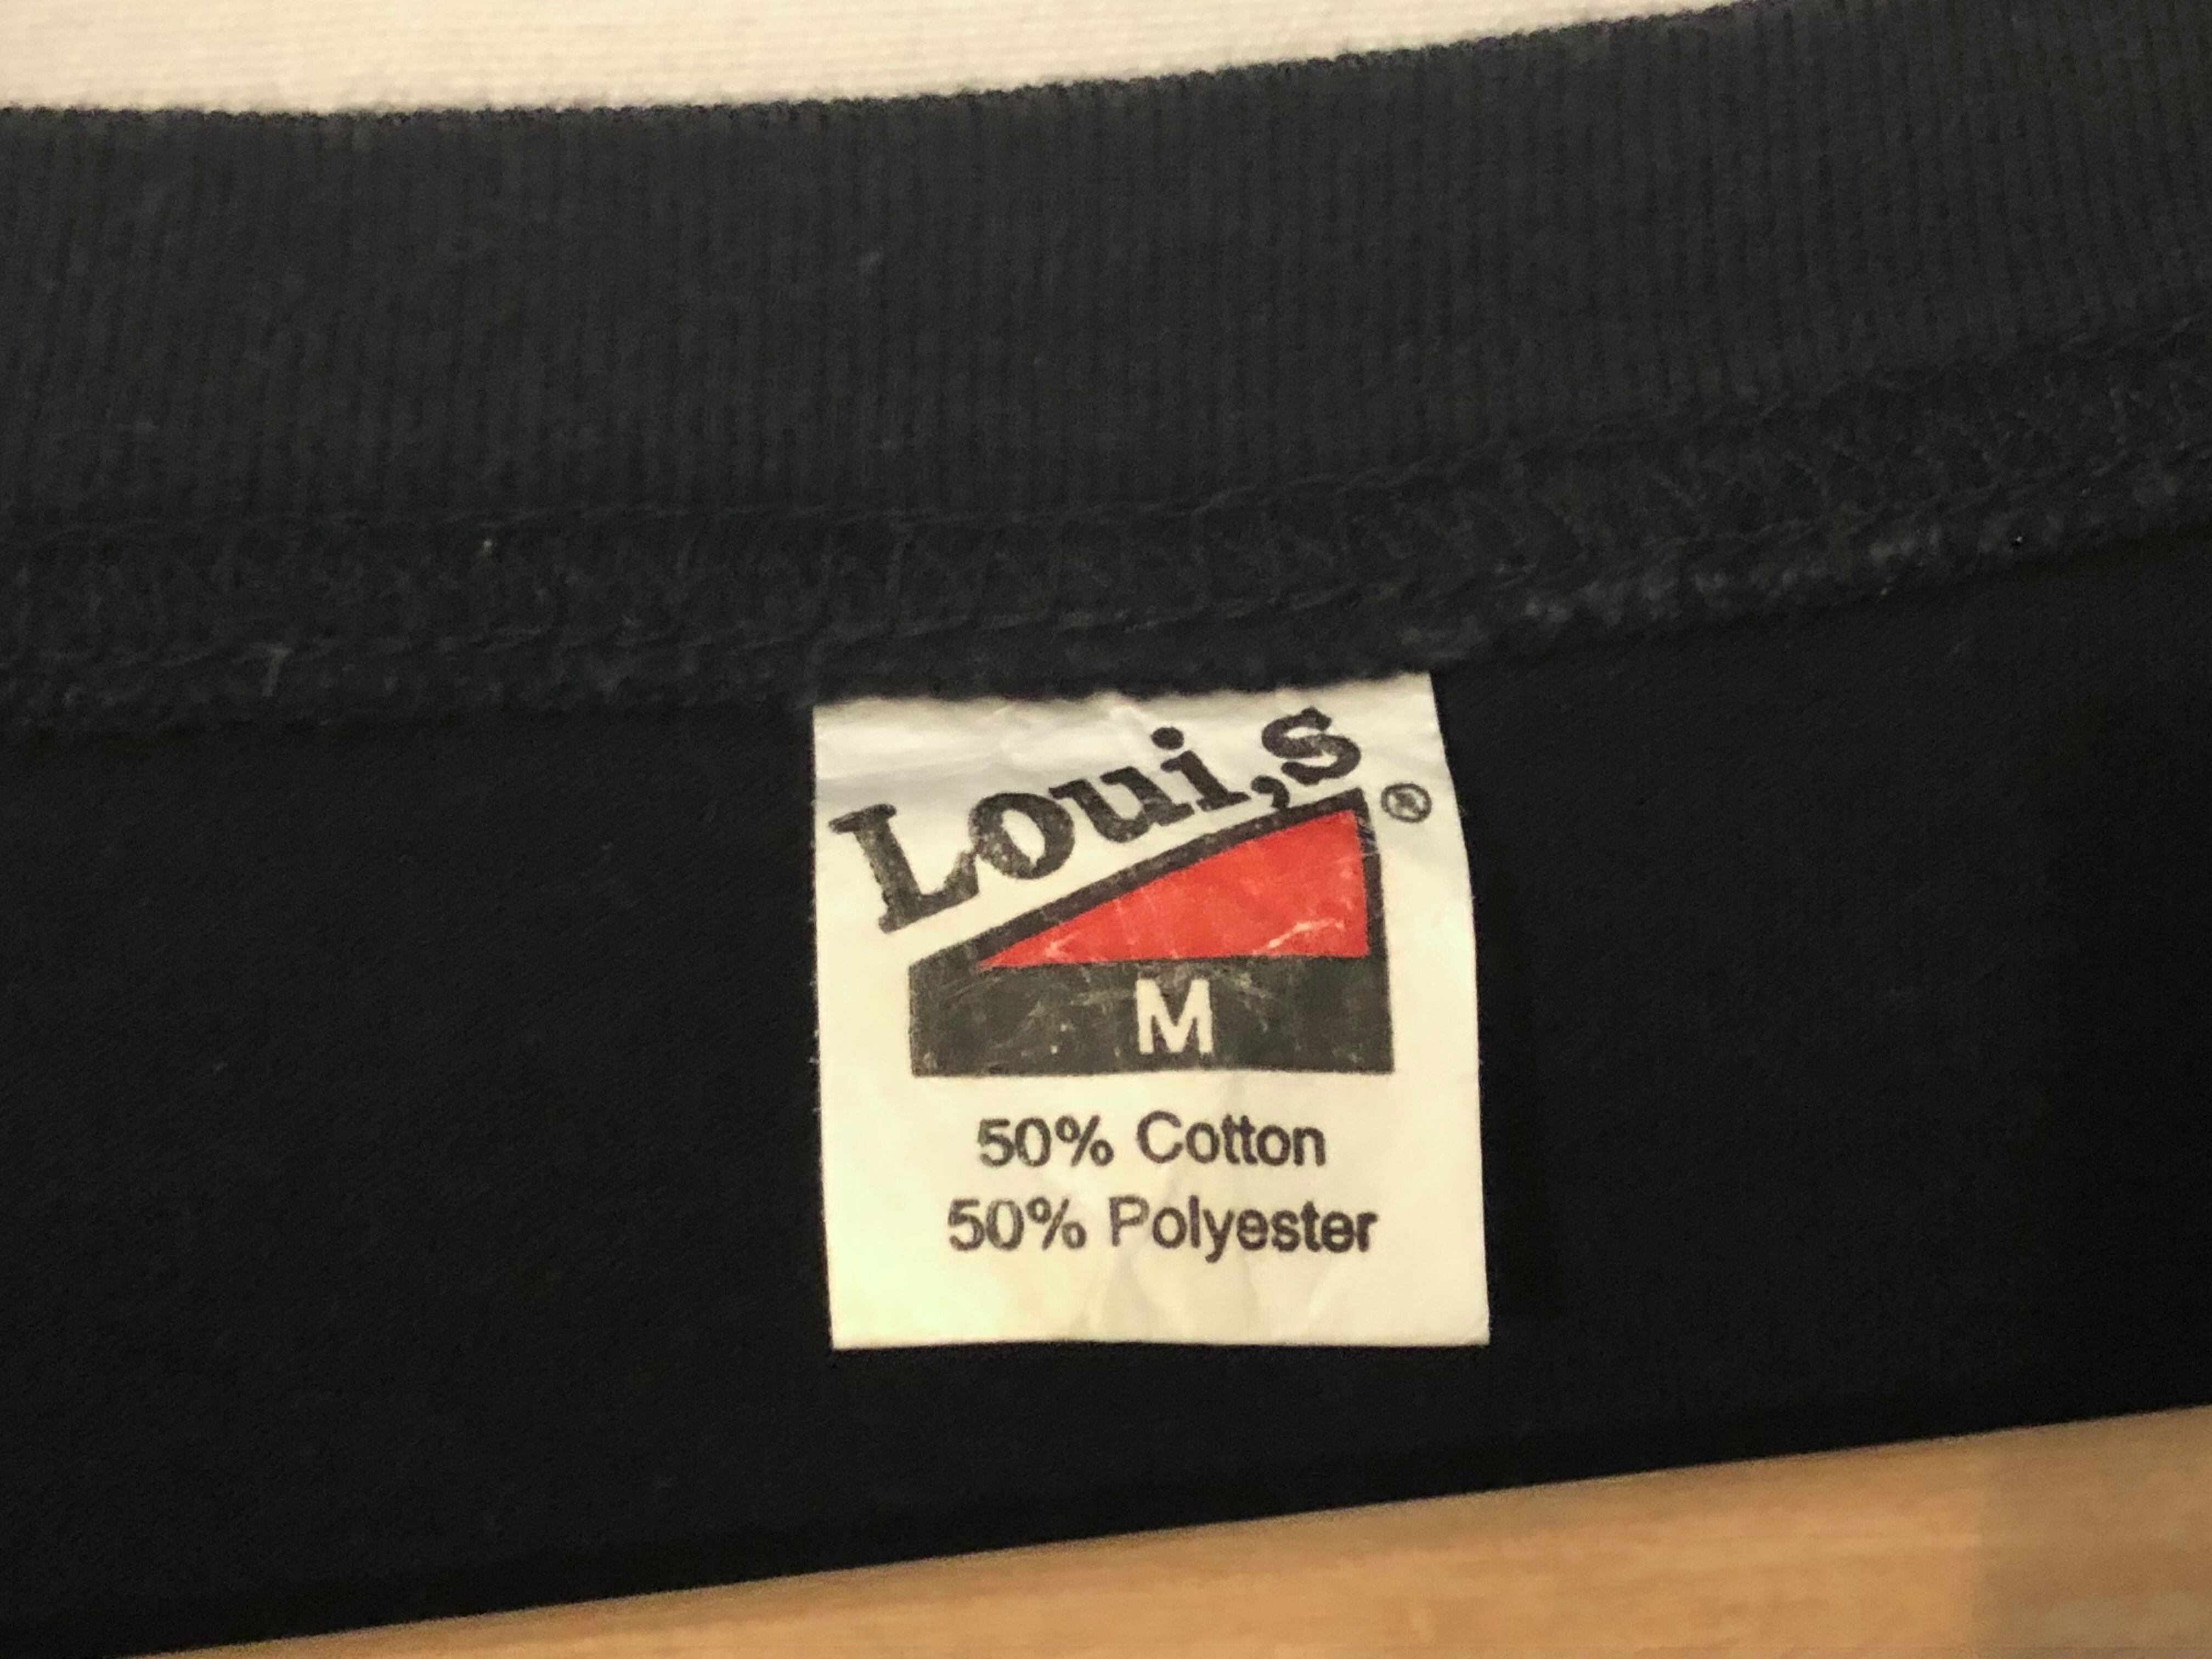 Loui,s
®
M
50% Cotton
50% Polyester